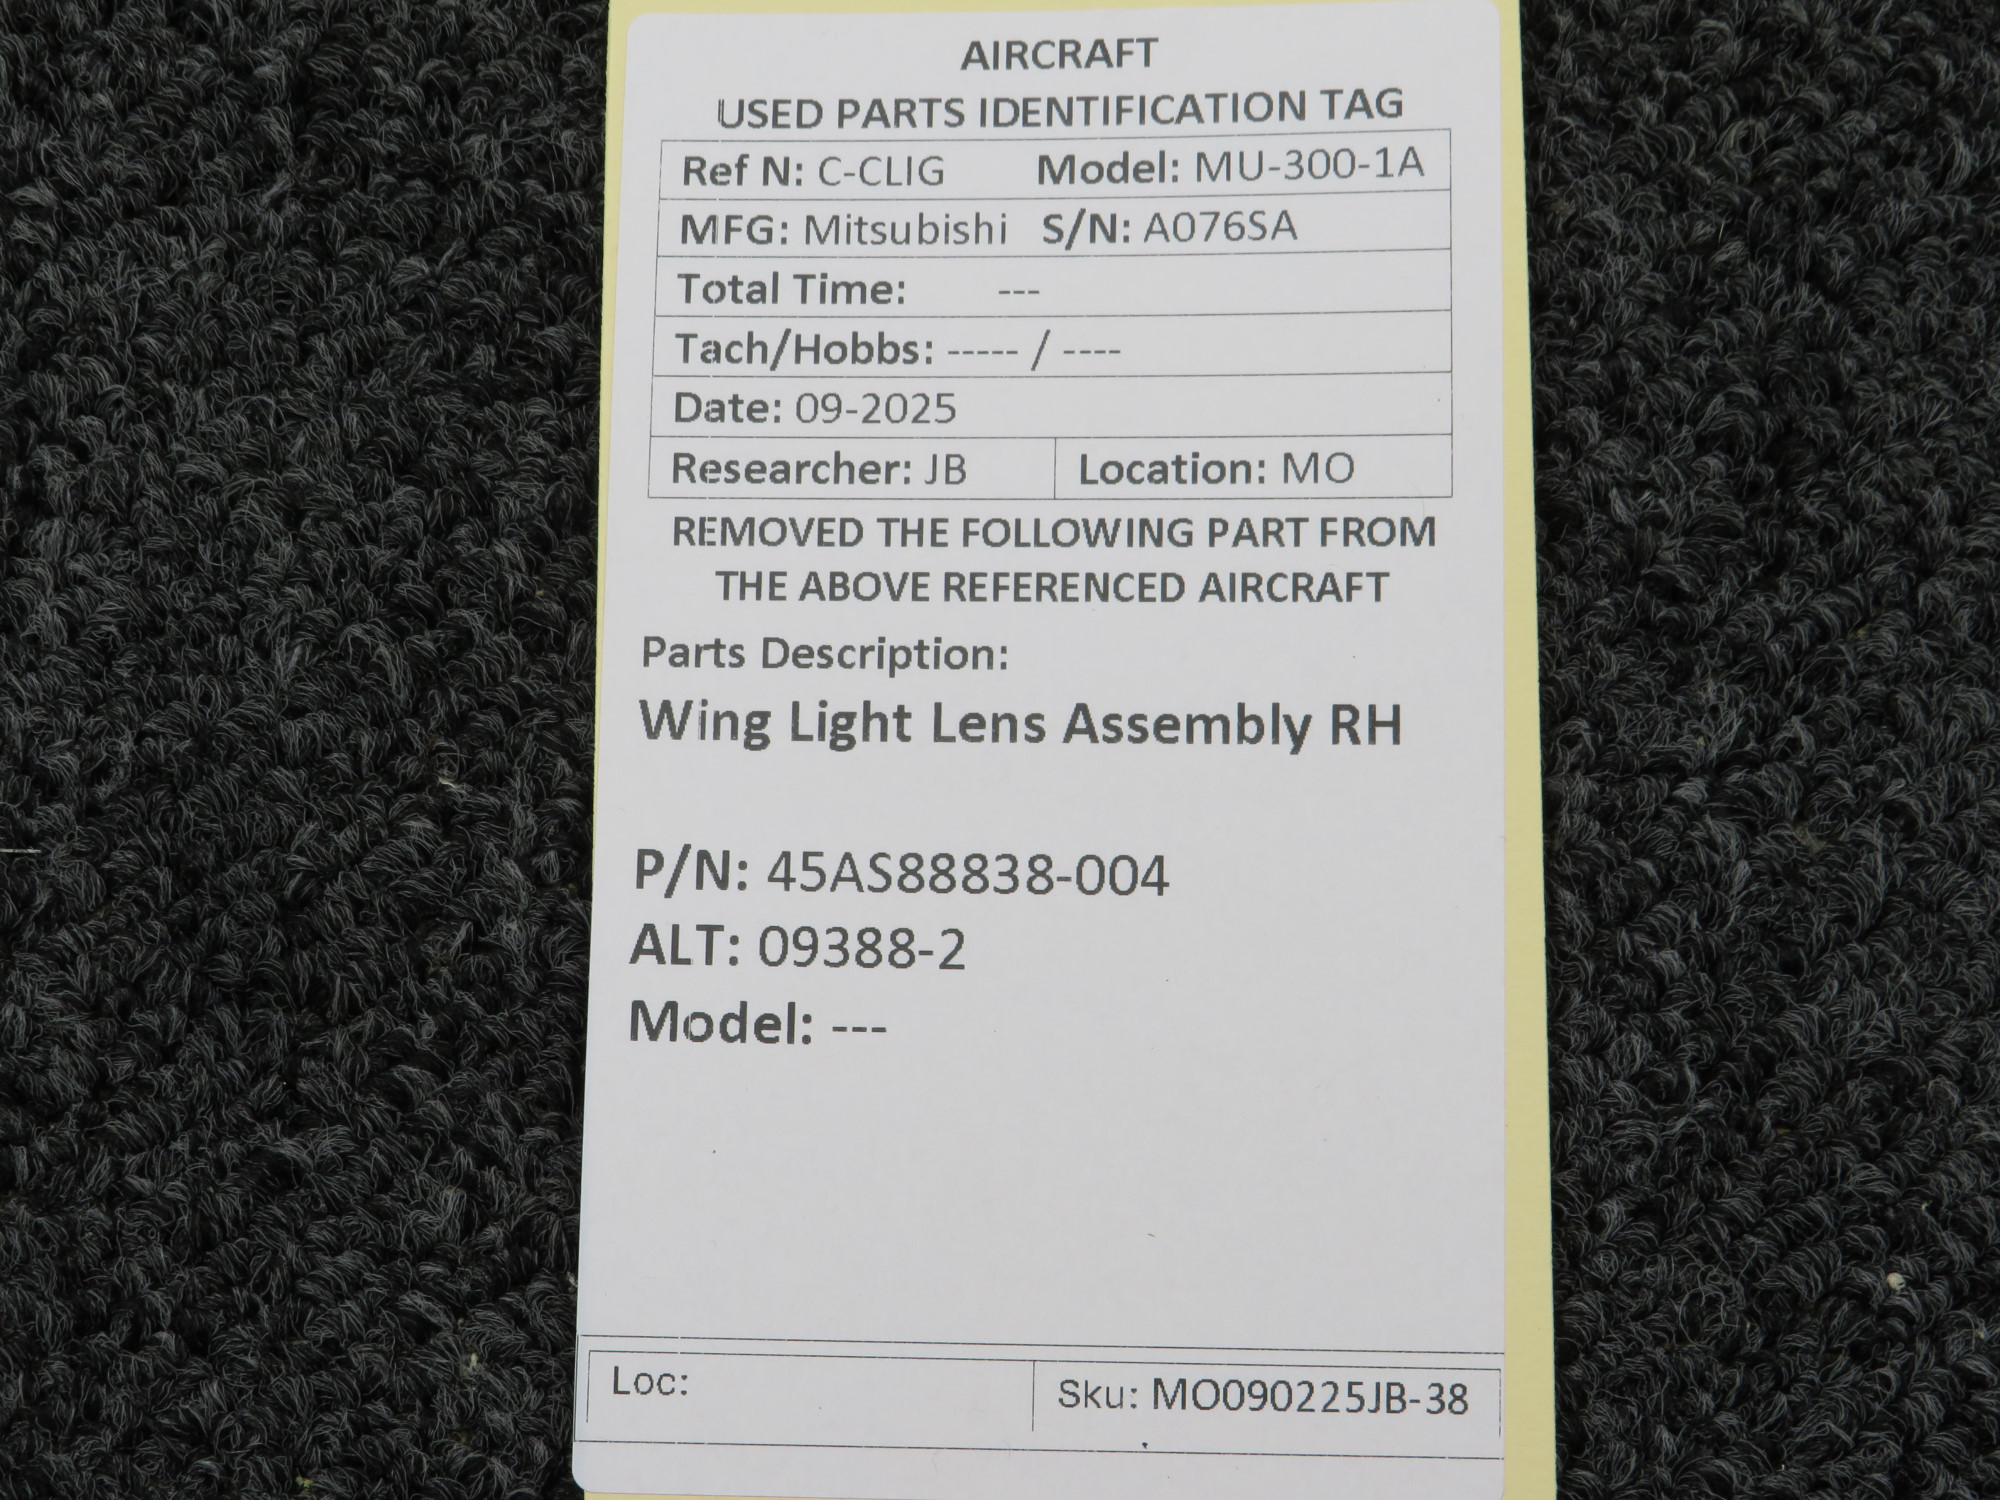 AIRCRAFT
USED PARTS IDENTIFICATION TAG
Ref N: C-CLIG Model: MU-300-1A
MFG: Mitsubishi S/N: A076SA
Total Time: ---
Tach/Hobbs: ----- / ----
Date: 09-2025
Researcher: JB Location: MO
REMOVED THE FOLLOWING PART FROM
THE ABOVE REFERENCED AIRCRAFT
Parts Description:
Wing Light Lens Assembly RH
P/N: 45AS88838-004
ALT: 09388-2
Model: ---
Loc: Sku: MO090225JB-38